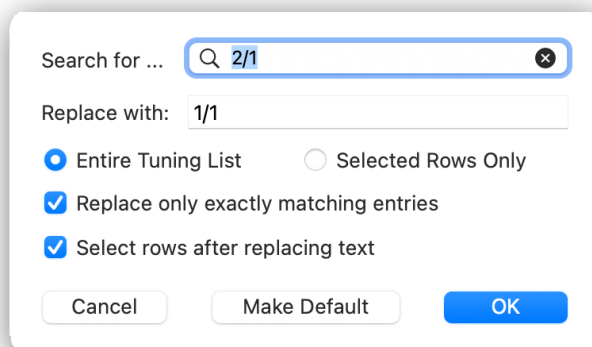 Search for ... 2/1
Replace with: 1/1
Entire Tuning List Selected Rows Only
Replace only exactly matching entries
Select rows after replacing text
Cancel Make Default OK